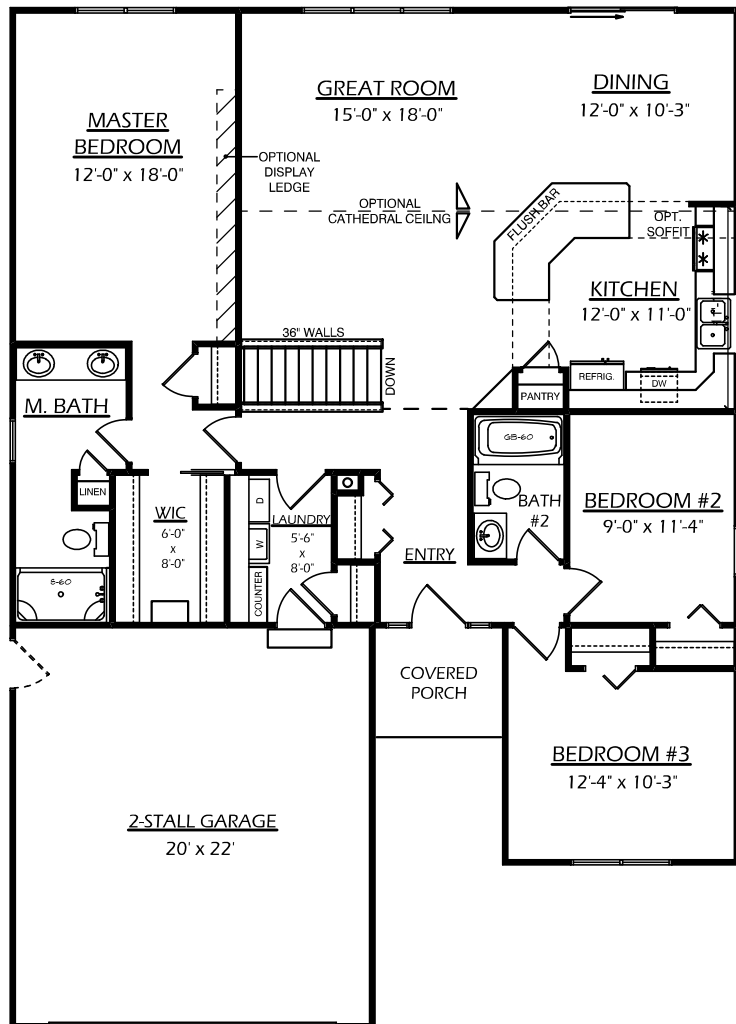 GREAT ROOM
15'-0" x 18'-0"
DINING
12'-0" x 10'-3"
MASTER
BEDROOM
12'-0" x 18'-0"
OPTIONAL
DISPLAY
LEDGE
OPTIONAL
CATHEDRAL CEILNG
FLUSH BAR
OPT.
SOFFIT
KITCHEN
12'-0" x 11'-0"
36" WALLS
DOWN
REFRIG.
DW
PANTRY
M. BATH
GB-60
LINEN
WIC
6'-0"
x
8'-0"
D
LAUNDRY
5'-6"
x
8'-0"
W
COUNTER
BATH
#2
BEDROOM #2
9'-0" x 11'-4"
ENTRY
S-60
COVERED
PORCH
BEDROOM #3
12'-4" x 10'-3"
2-STALL GARAGE
20' x 22'